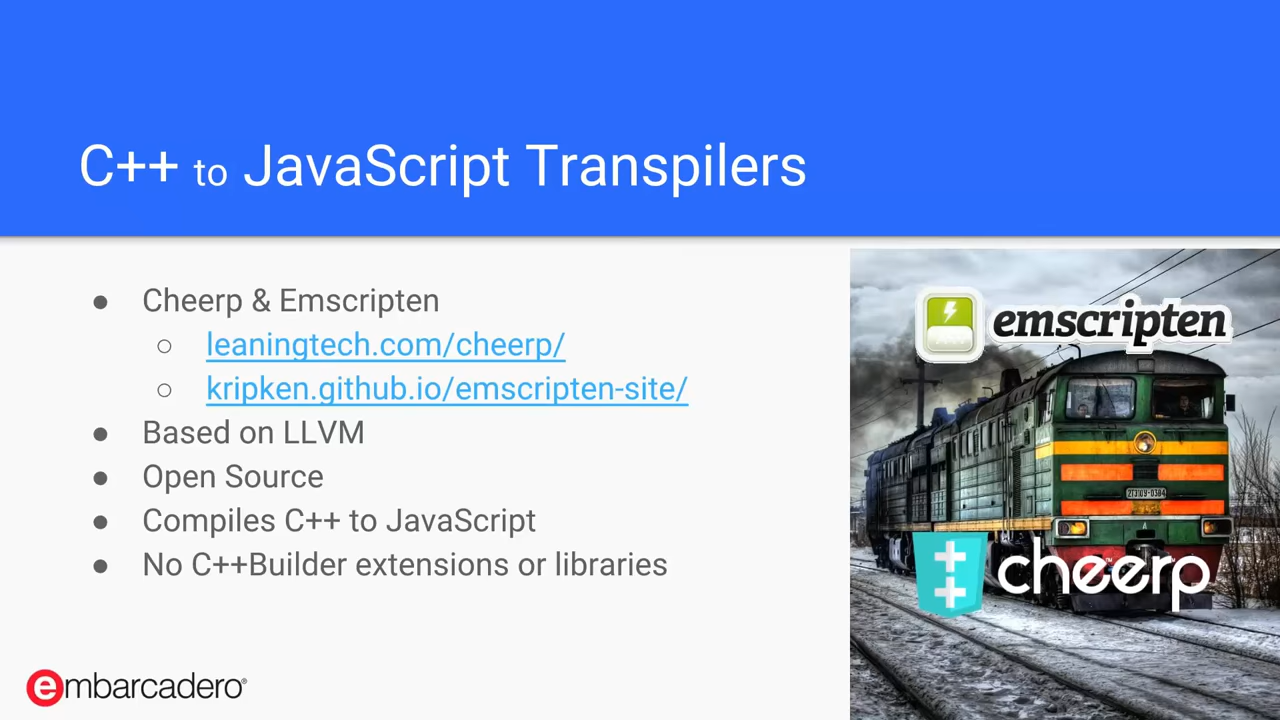 C++ to JavaScript Transpilers
● Cheerp & Emscripten
○ leaningtech.com/cheerp/
○ kripken.github.io/emscripten-site/
● Based on LLVM
● Open Source
● Compiles C++ to JavaScript
● No C++Builder extensions or libraries
emscripten
cheerp
embarcadero®